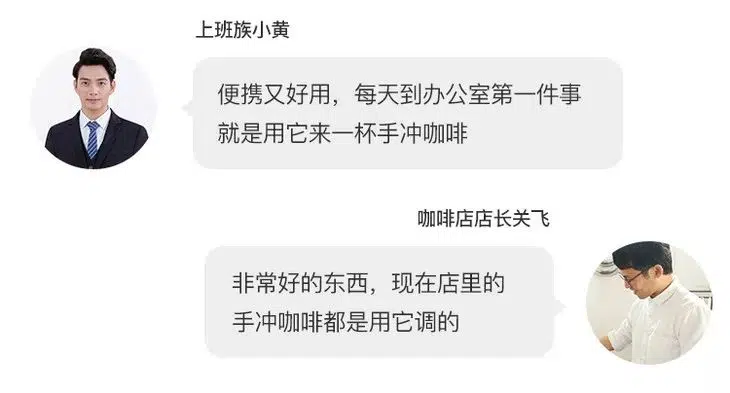 上班族小黄
便携又好用，每天到办公室第一件事
就是用它来一杯手冲咖啡
咖啡店店长关飞
非常好的东西，现在店里的
手冲咖啡都是用它调的